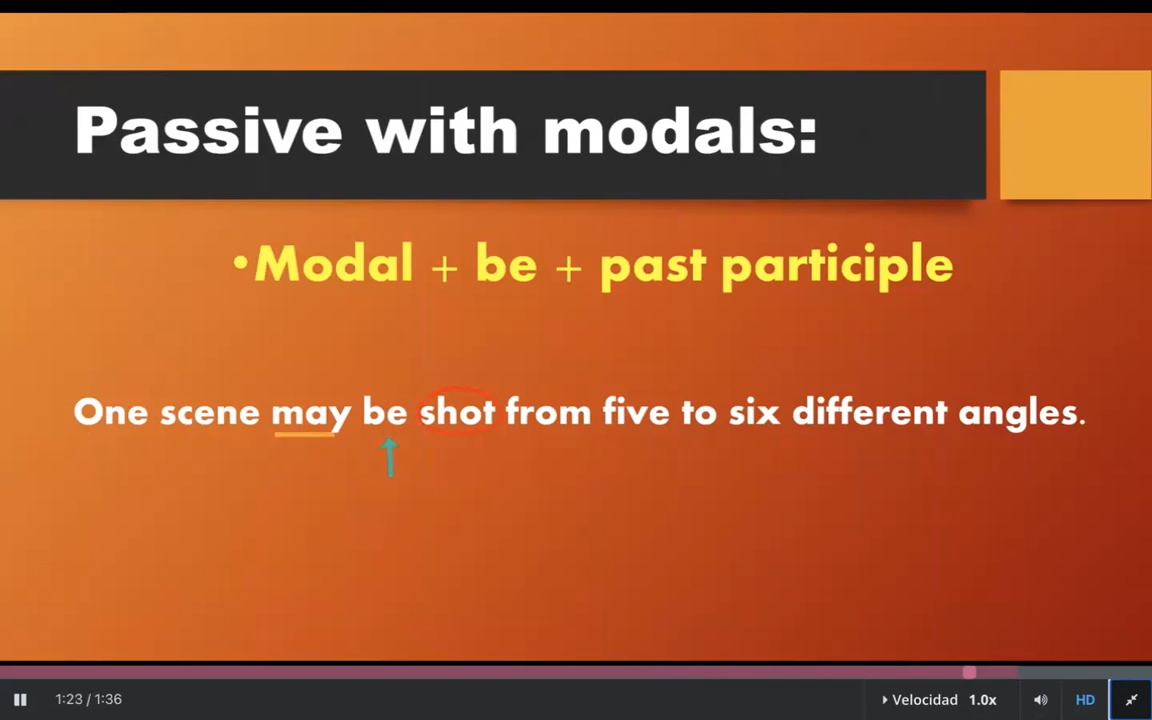 Passive with modals:
•Modal + be + past participle
One scene may be shot from five to six different angles.
1:23 / 1:36
Velocidad 1.0x
HD